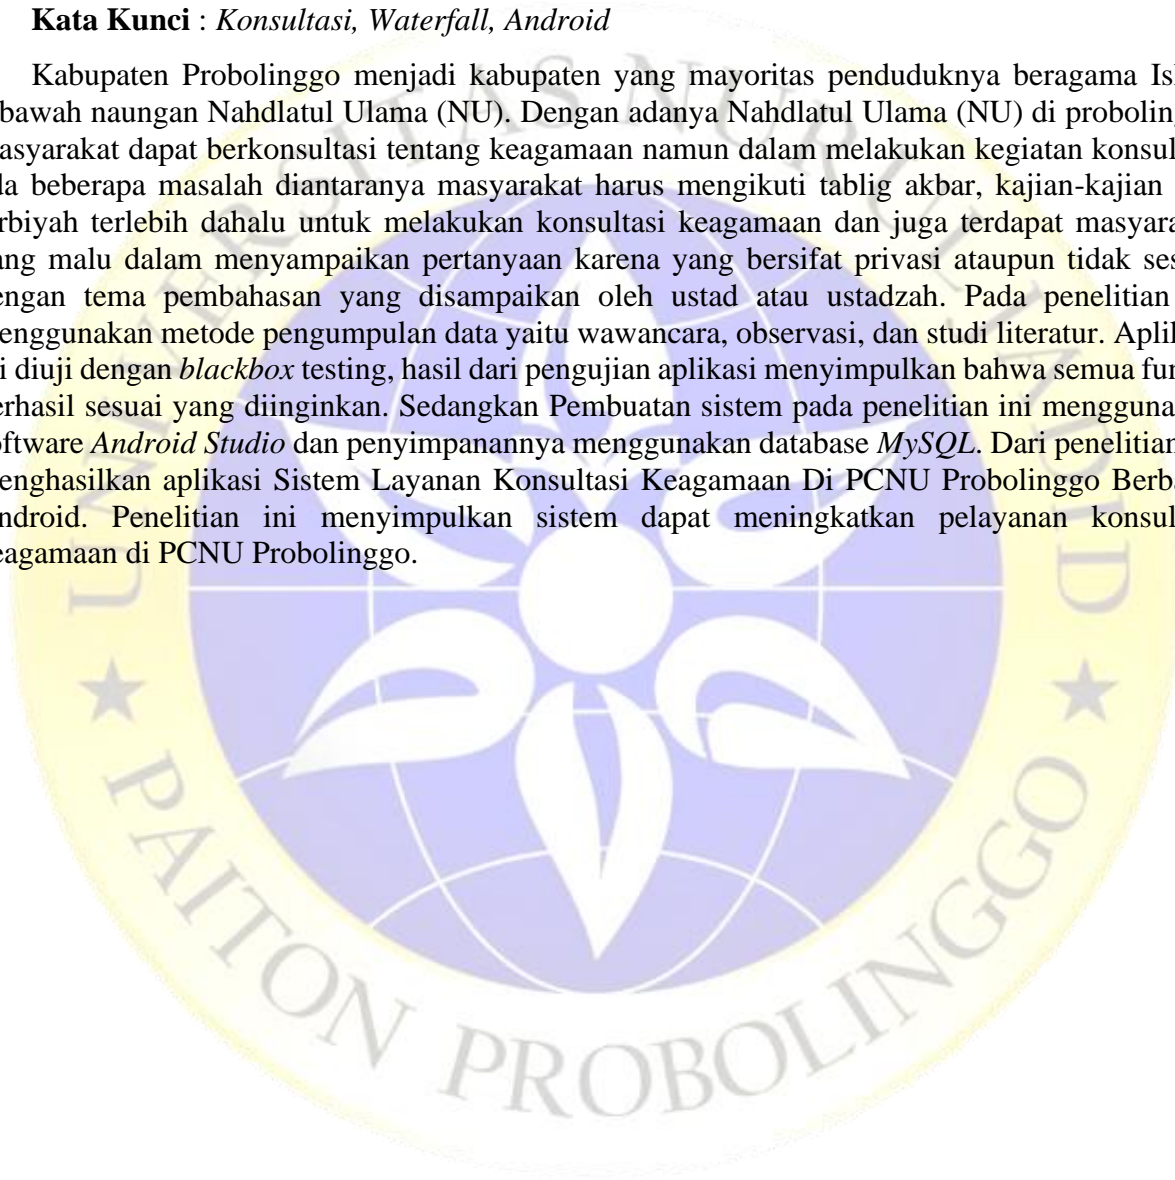 Kata Kunci : Konsultasi, Waterfall, Android
Kabupaten Probolinggo menjadi kabupaten yang mayoritas penduduknya beragama Isl
bawah naungan Nahdlatul Ulama (NU). Dengan adanya Nahdlatul Ulama (NU) di proboling
asyarakat dapat berkonsultasi tentang keagamaan namun dalam melakukan kegiatan konsul
da beberapa masalah diantaranya masyarakat harus mengikuti tablig akbar, kajian-kajian
rbiyah terlebih dahalu untuk melakukan konsultasi keagamaan dan juga terdapat masyara
ang malu dalam menyampaikan pertanyaan karena yang bersifat privasi ataupun tidak ses
engan tema pembahasan yang disampaikan oleh ustad atau ustadzah. Pada penelitian
enggunakan metode pengumpulan data yaitu wawancara, observasi, dan studi literatur. Aplik
i diuji dengan blackbox testing, hasil dari pengujian aplikasi menyimpulkan bahwa semua fun
erhasil sesuai yang diinginkan. Sedangkan Pembuatan sistem pada penelitian ini mengguna
oftware Android Studio dan penyimpanannya menggunakan database MySQL. Dari penelitian
enghasilkan aplikasi Sistem Layanan Konsultasi Keagamaan Di PCNU Probolinggo Berba
ndroid. Penelitian ini menyimpulkan sistem dapat meningkatkan pelayanan konsul
eagamaan di PCNU Probolinggo.
UNIVERSITAS NURUL JADID
PAITON PROBOLINGGO